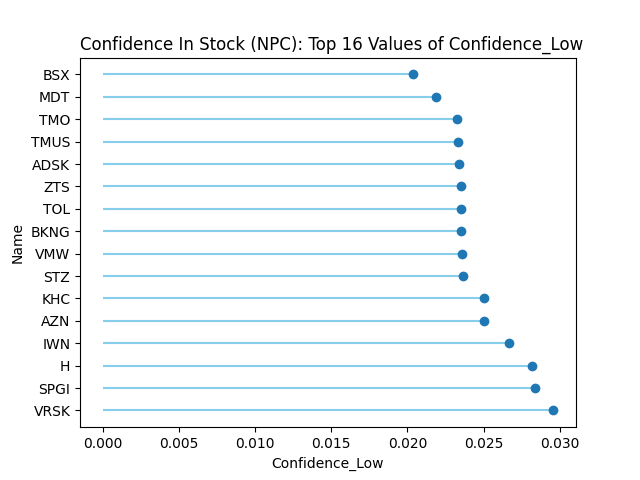 Confidence In Stock (NPC): Top 16 Values of Confidence_Low
BSX
MDT
TMO
TMUS
ADSK
ZTS
TOL
BKNG
VMW
STZ
KHC
AZN
IWN
H
SPGI
VRSK
Name
0.000 0.005 0.010 0.015 0.020 0.025 0.030
Confidence_Low